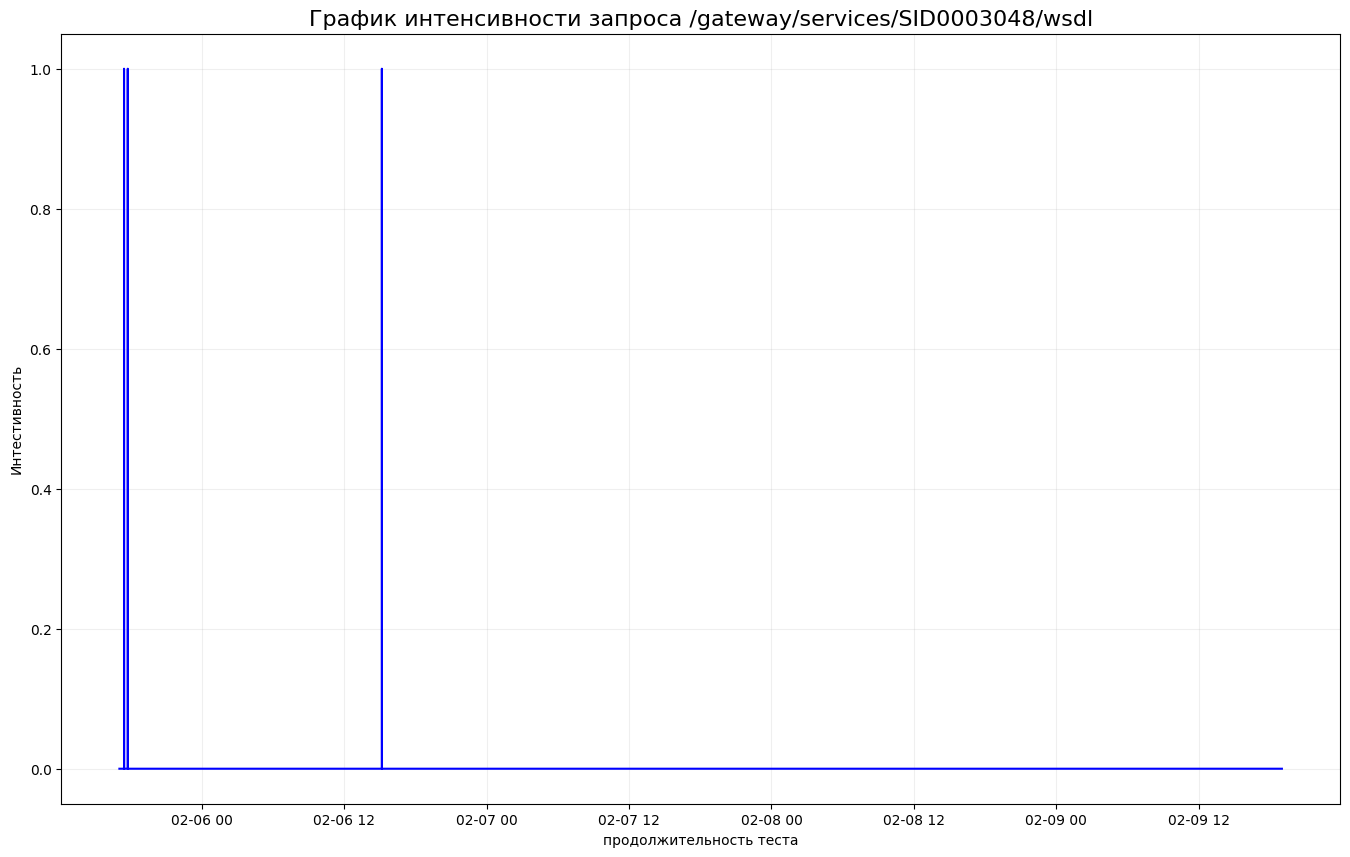 График интенсивности запроса /gateway/services/SID0003048/wsdl
1.0
0.8
0.6
0.4
0.2
0.0
Интестивность
02-06 00 02-06 12 02-07 00 02-07 12 02-08 00 02-08 12 02-09 00 02-09 12
продолжительность теста